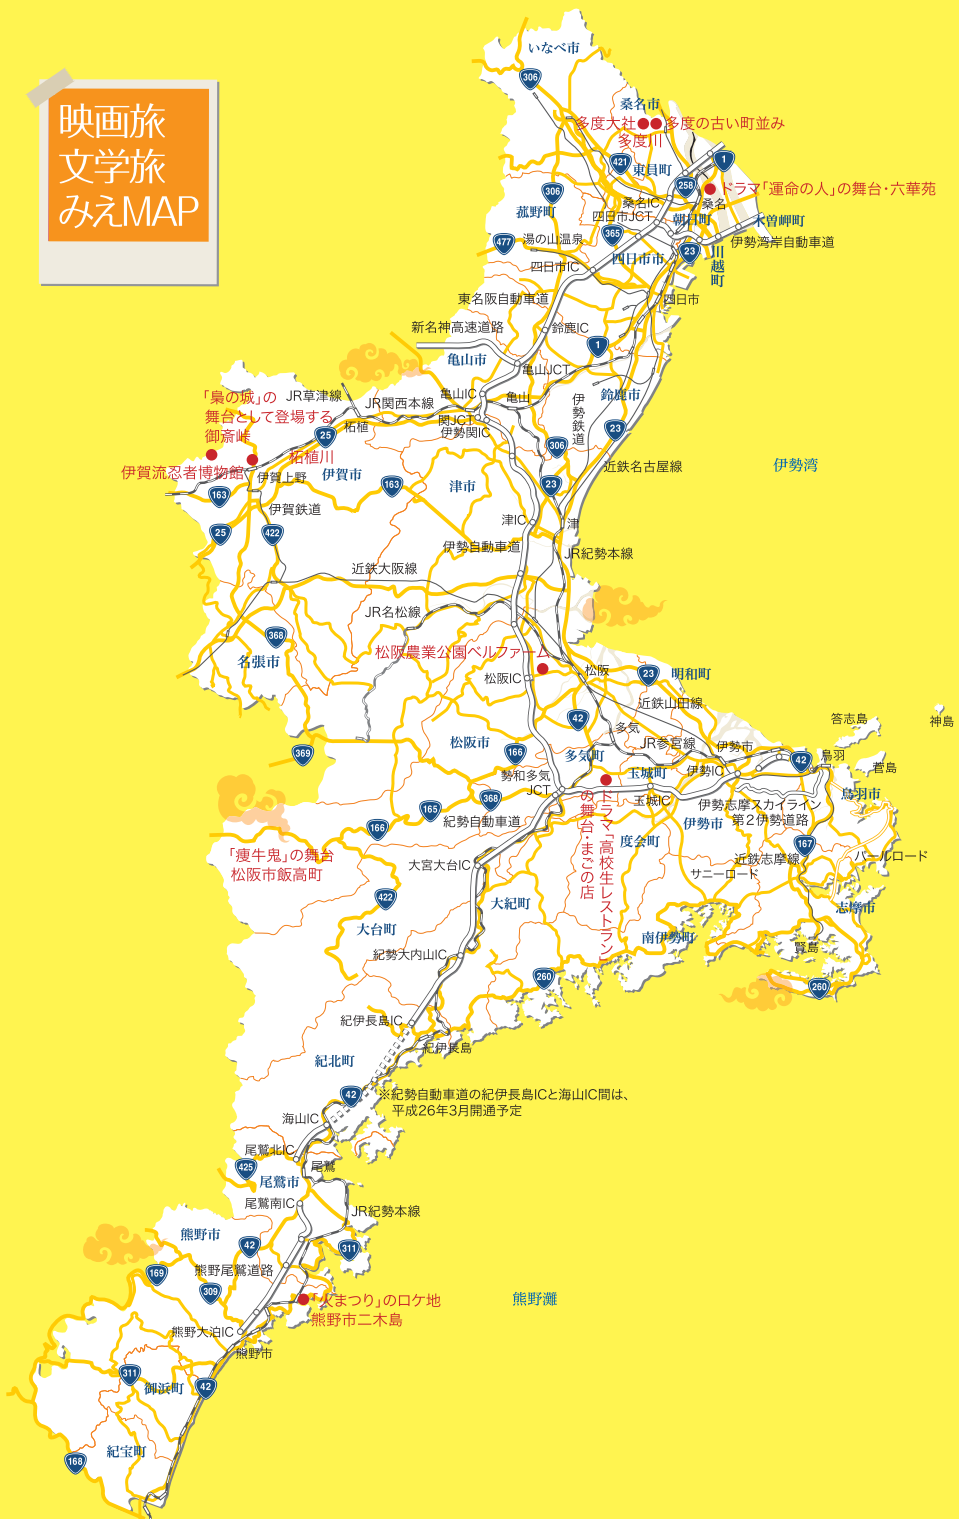 映画旅
文学旅
みえMAP
いなべ市
306
桑名市
多度大社
多度の古い町並み
多度川
421
東員町
1
258
ドラマ「運命の人」の舞台・六華苑
306
菰野町
桑名IC
桑名
四日市JCT
朝日町
木曽岬町
365
477
湯の山温泉
23
伊勢湾岸自動車道
川越町
四日市市
四日市IC
四日市
東名阪自動車道
新名神高速道路
鈴鹿IC
1
亀山市
亀山JCT
鈴鹿市
「梟の城」の
舞台として登場する
御斎峠
JR草津線
JR関西本線
亀山IC
亀山
伊勢鉄道
関JCT
伊勢関IC
柘植
25
23
306
柘植川
伊賀流忍者博物館
伊賀上野
伊賀市
近鉄名古屋線
伊勢湾
163
163
津市
23
伊賀鉄道
25
422
津IC
津
伊勢自動車道
JR紀勢本線
近鉄大阪線
JR名松線
368
名張市
松阪農業公園ベルファーム
松阪IC
松阪
23
明和町
近鉄山田線
42
多気
答志島
神島
369
松阪市
166
多気町
JR参宮線
伊勢市
42
鳥羽
菅島
勢和多気
JCT
玉城町
伊勢IC
鳥羽市
368
165
玉城IC
伊勢志摩スカイライン
第2伊勢道路
紀勢自動車道
伊勢市
166
ドラマ「高校生レストラン」
の舞台・まごの店
度会町
167
「痩牛鬼」の舞台
松阪市飯高町
大宮大台IC
近鉄志摩線
パールロード
サニーロード
422
大紀町
志摩市
大台町
南伊勢町
賢島
紀勢大内山IC
260
260
紀伊長島IC
紀伊長島
紀北町
42
※紀勢自動車道の紀伊長島ICと海山IC間は、
平成26年3月開通予定
海山IC
尾鷲北IC
425
尾鷲
尾鷲市
尾鷲南IC
JR紀勢本線
熊野市
42
311
169
熊野尾鷲道路
309
「火まつり」のロケ地
熊野市二木島
熊野灘
熊野大泊IC
熊野市
311
御浜町
42
紀宝町
168